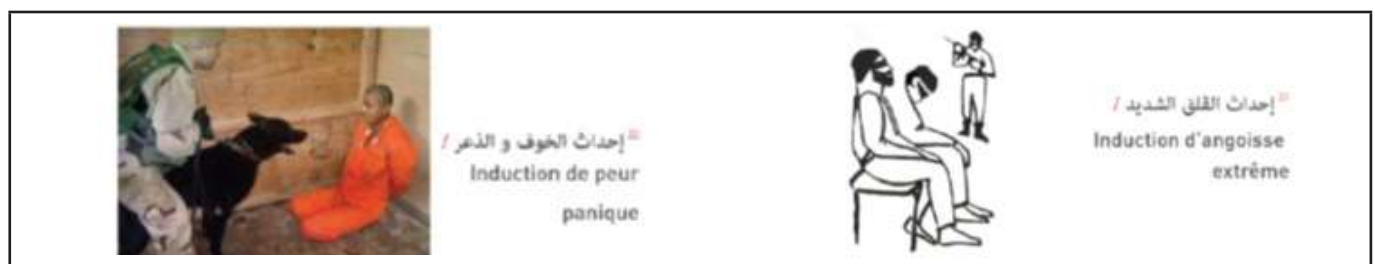 إحداث الخوف و الذعر /
Induction de peur
panique
إحداث القلق الشديد /
Induction d'angoisse
extrême